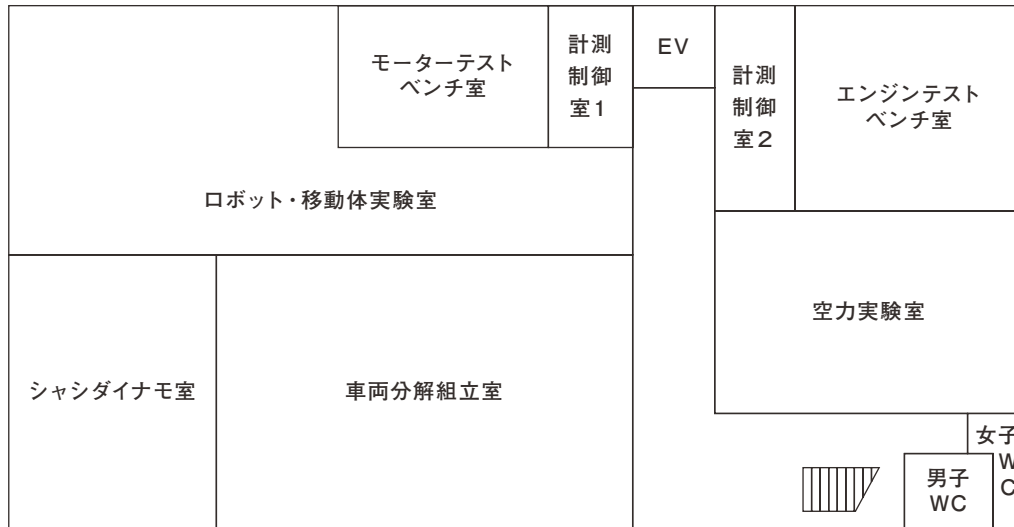 モーターテスト
ベンチ室
計測
制御
室1
EV
計測
制御
室2
エンジンテスト
ベンチ室
ロボット・移動体実験室
空力実験室
シャシダイナモ室
車両分解組立室
女子
W
C
男子
WC